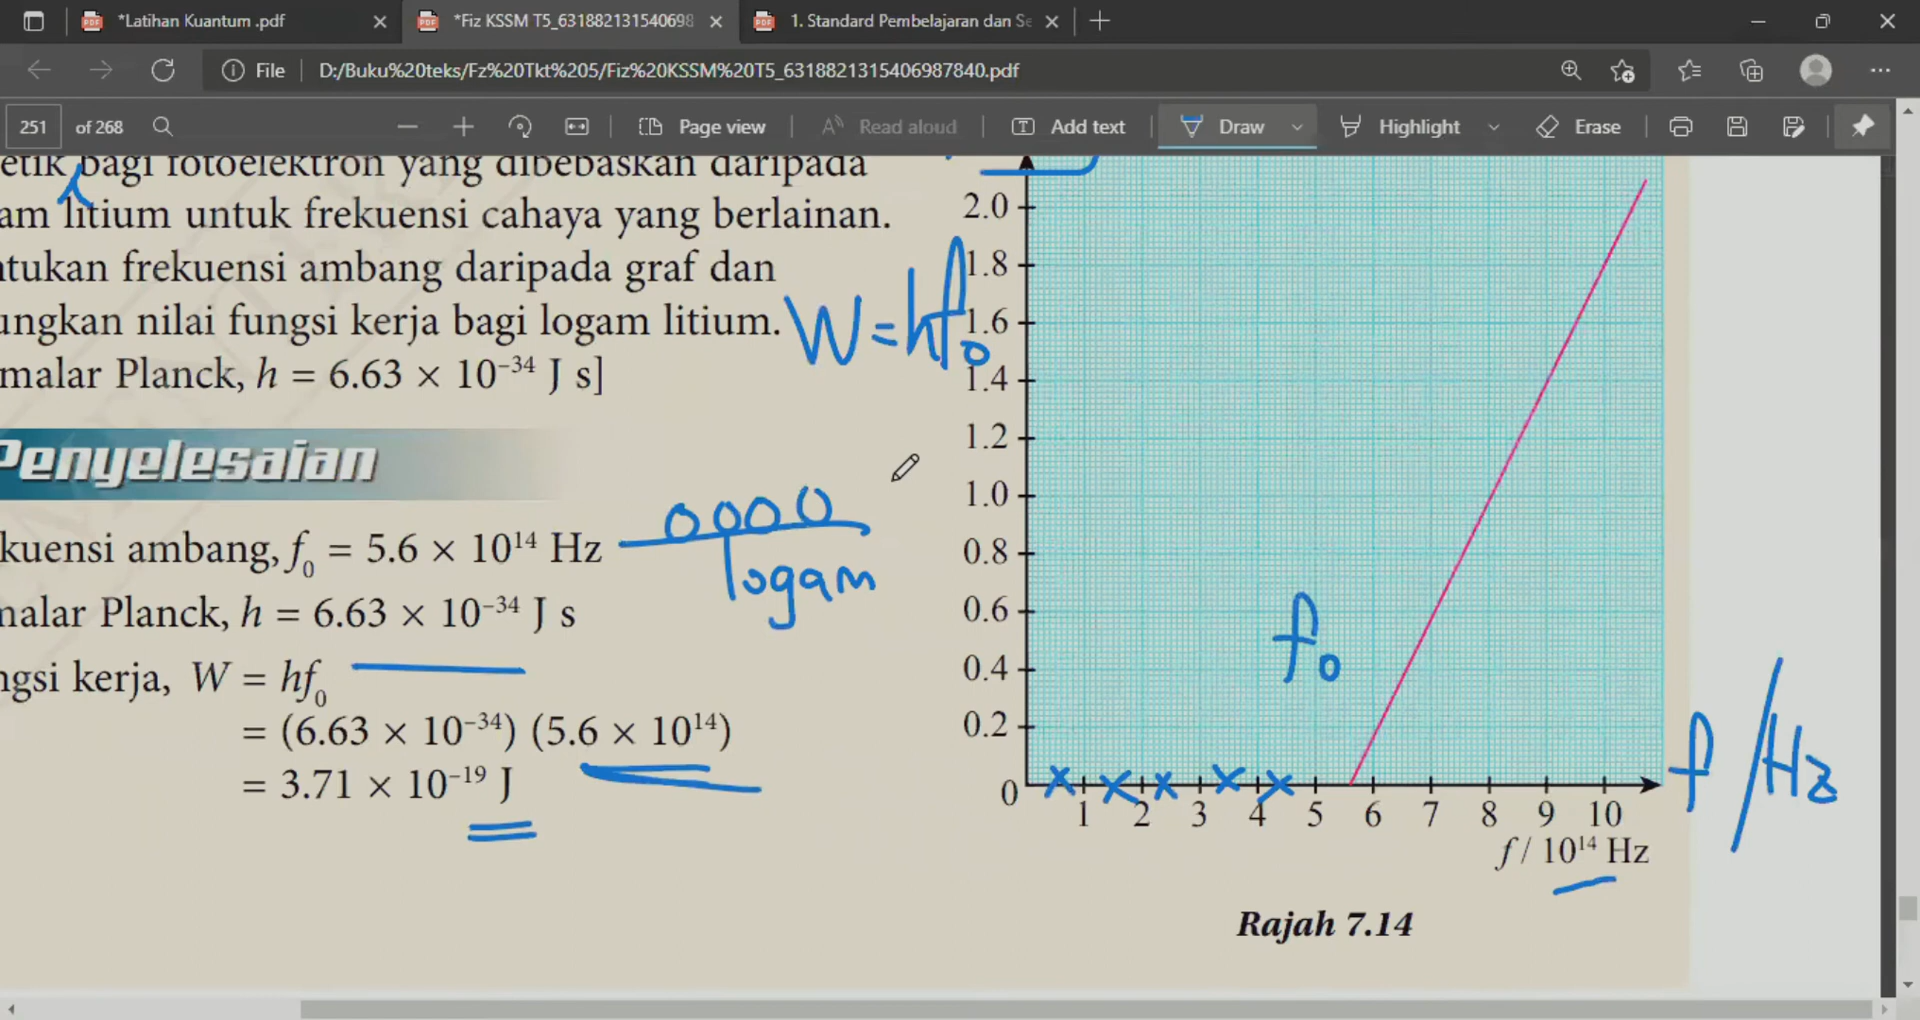 *Latihan Kuantum .pdf
*Fiz KSSM T5_631882131540698
1. Standard Pembelajaran dan Se
File
D:/Buku%20teks/Fz%20Tkt%205/Fiz%20KSSM%20T5_6318821315406987840.pdf
251 of 268
Page view
Read aloud
Add text
Draw
Highlight
Erase
etik bagi fotoelektron yang dibebaskan daripada
am litium untuk frekuensi cahaya yang berlainan.
ntukan frekuensi ambang daripada graf dan
ungkan nilai fungsi kerja bagi logam litium.
malar Planck, h = 6.63 × 10⁻³⁴ J s]
W = hf₀
Penyelesaian
kuensi ambang, f₀ = 5.6 × 10¹⁴ Hz
malar Planck, h = 6.63 × 10⁻³⁴ J s
ngsi kerja, W = hf₀
= (6.63 × 10⁻³⁴) (5.6 × 10¹⁴)
= 3.71 × 10⁻¹⁹ J
0000
logam
2.0
1.8
1.6
1.4
1.2
1.0
0.8
0.6
0.4
0.2
0
f₀
1 2 3 4 5 6 7 8 9 10
f / 10¹⁴ Hz
f/Hz
Rajah 7.14